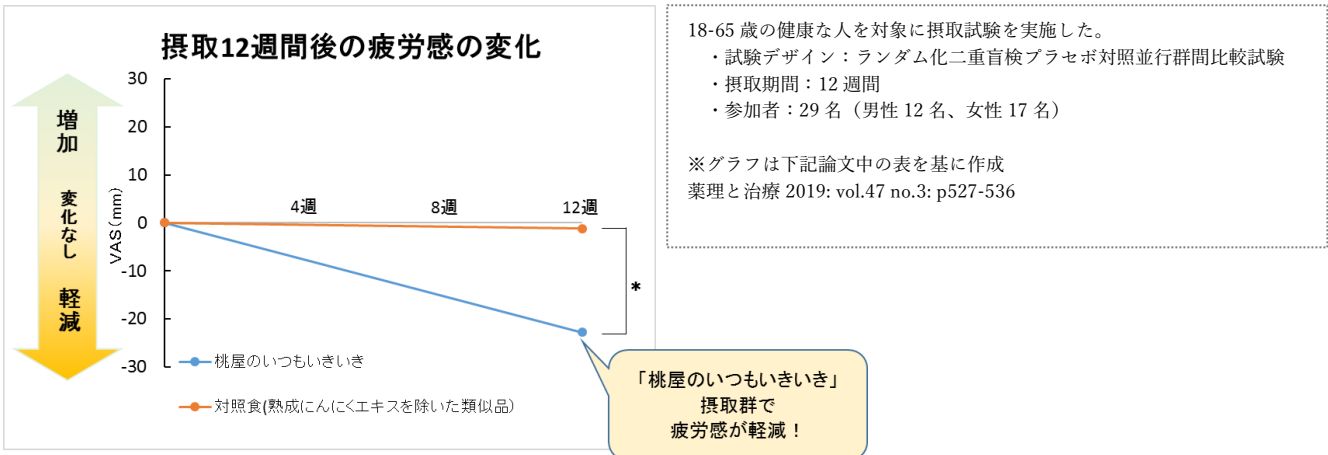 摂取12週間後の疲労感の変化
増加
変化なし
軽減
VAS(mm)
30
20
10
0
-10
-20
-30
4週
8週
12週
*
桃屋のいつもいきいき
対照食(熟成にんにくエキスを除いた類似品)
「桃屋のいつもいきいき」
摂取群で
疲労感が軽減！
18-65 歳の健康な人を対象に摂取試験を実施した。
・試験デザイン：ランダム化二重盲検プラセボ対照並行群間比較試験
・摂取期間：12 週間
・参加者：29 名（男性 12 名、女性 17 名）
※グラフは下記論文中の表を基に作成
薬理と治療 2019: vol.47 no.3: p527-536